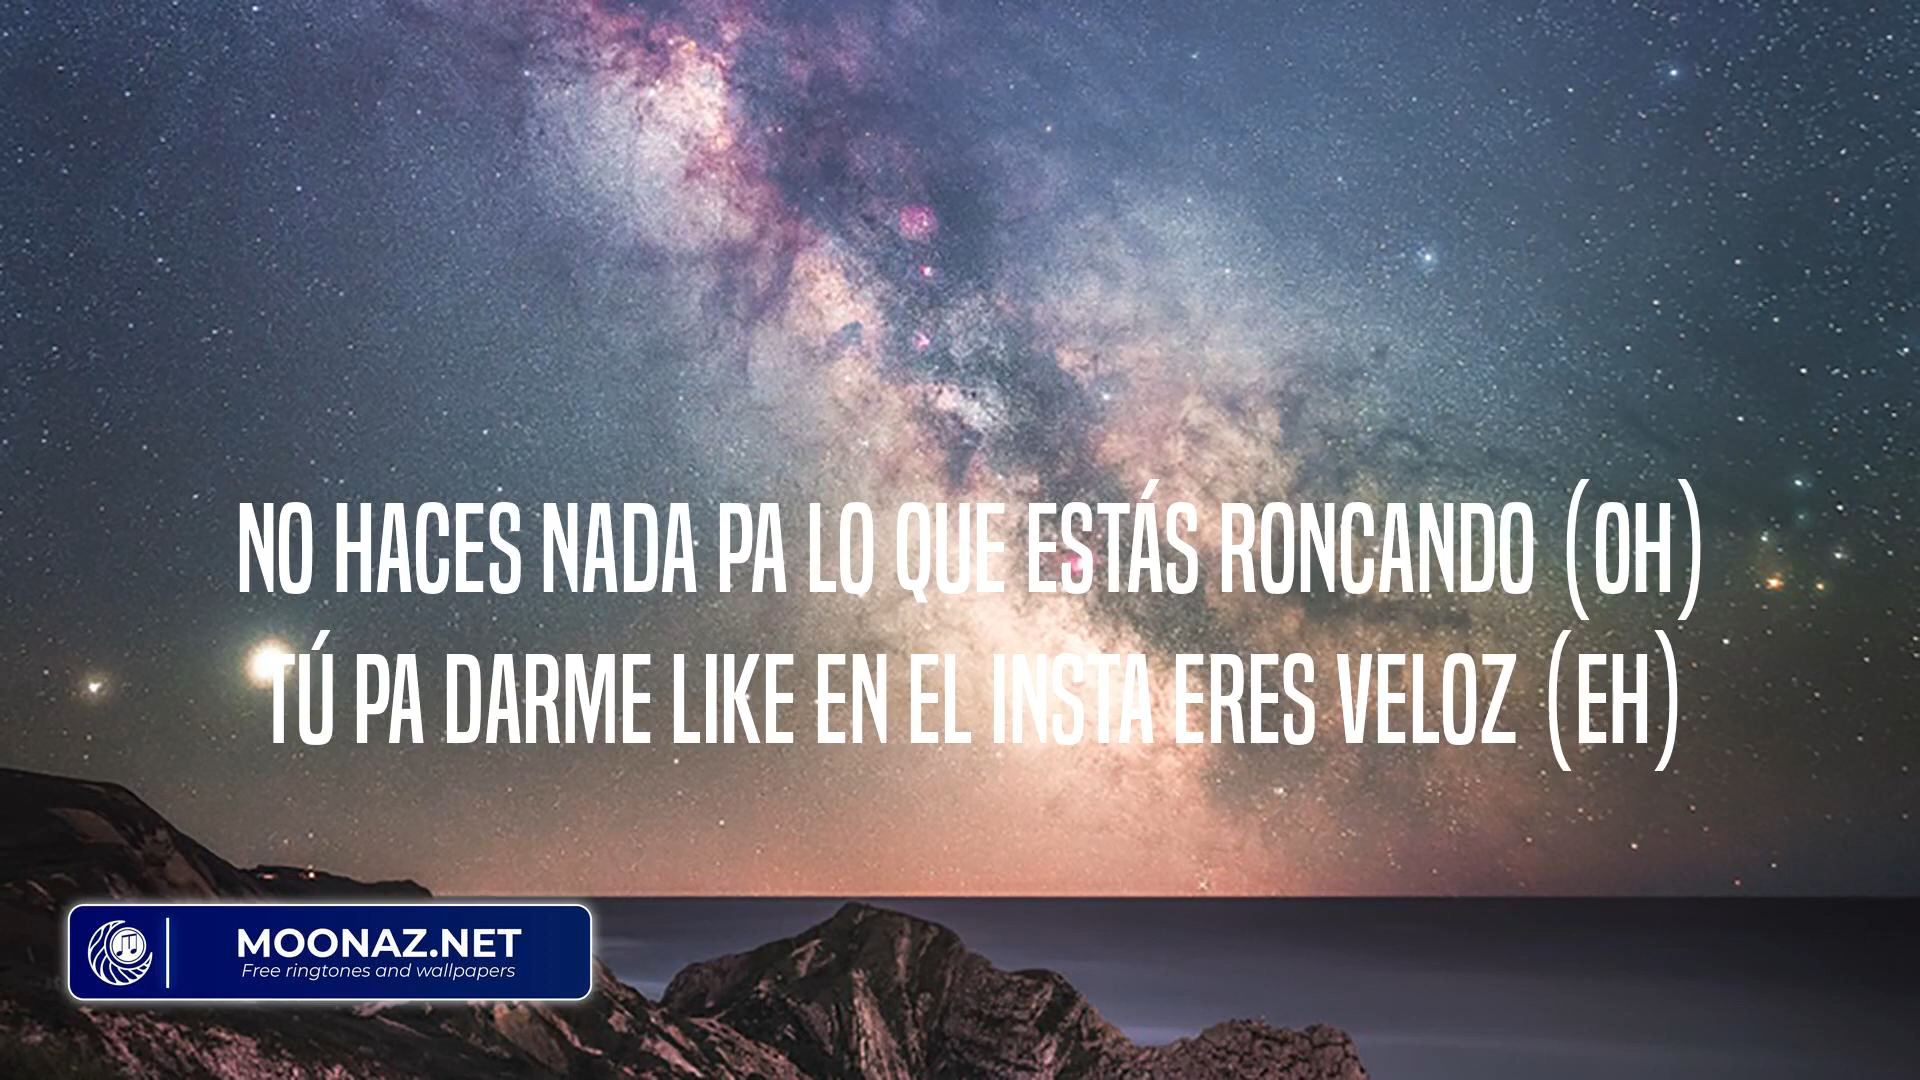 NO HACES NADA PA LO QUE ESTÁS RONCANDO (OH)
TÚ PA DARME LIKE EN EL INSTA ERES VELOZ (EH)
MOONAZ.NET
Free ringtones and wallpapers